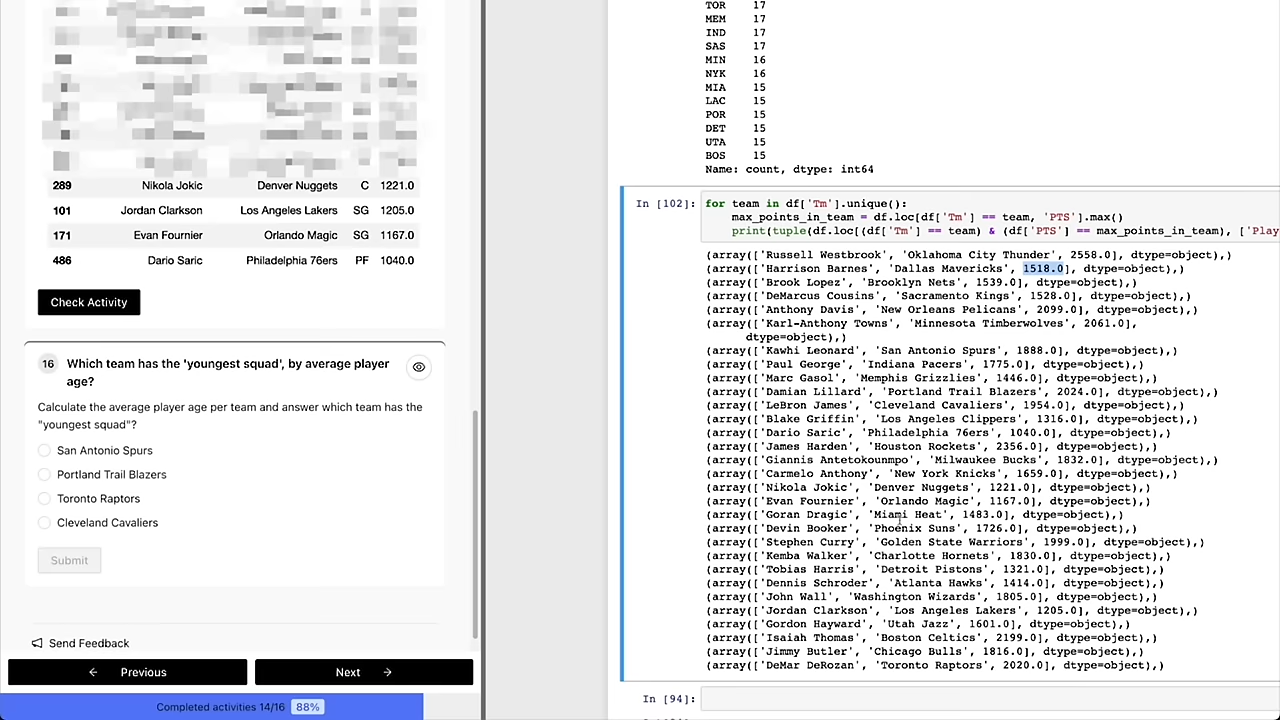 289 Nikola Jokic Denver Nuggets C 1221.0
101 Jordan Clarkson Los Angeles Lakers SG 1205.0
171 Evan Fournier Orlando Magic SG 1167.0
486 Dario Saric Philadelphia 76ers PF 1040.0
Check Activity
16 Which team has the 'youngest squad', by average player
age?
Calculate the average player age per team and answer which team has the
"youngest squad"?
San Antonio Spurs
Portland Trail Blazers
Toronto Raptors
Cleveland Cavaliers
Submit
Send Feedback
Previous
Next
Completed activities 14/16 88%
TOR 17
MEM 17
IND 17
SAS 17
MIN 16
NYK 16
MIA 15
LAC 15
POR 15
DET 15
UTA 15
BOS 15
Name: count, dtype: int64
In [102]: for team in df['Tm'].unique():
max_points_in_team = df.loc[df['Tm'] == team, 'PTS'].max()
print(tuple(df.loc[(df['Tm'] == team) & (df['PTS'] == max_points_in_team), ['Play
(array(['Russell Westbrook', 'Oklahoma City Thunder', 2558.0], dtype=object),)
(array(['Harrison Barnes', 'Dallas Mavericks', 1518.0], dtype=object),)
(array(['Brook Lopez', 'Brooklyn Nets', 1539.0], dtype=object),)
(array(['DeMarcus Cousins', 'Sacramento Kings', 1528.0], dtype=object),)
(array(['Anthony Davis', 'New Orleans Pelicans', 2099.0], dtype=object),)
(array(['Karl-Anthony Towns', 'Minnesota Timberwolves', 2061.0],
dtype=object),)
(array(['Kawhi Leonard', 'San Antonio Spurs', 1888.0], dtype=object),)
(array(['Paul George', 'Indiana Pacers', 1775.0], dtype=object),)
(array(['Marc Gasol', 'Memphis Grizzlies', 1446.0], dtype=object),)
(array(['Damian Lillard', 'Portland Trail Blazers', 2024.0], dtype=object),)
(array(['LeBron James', 'Cleveland Cavaliers', 1954.0], dtype=object),)
(array(['Blake Griffin', 'Los Angeles Clippers', 1316.0], dtype=object),)
(array(['Dario Saric', 'Philadelphia 76ers', 1040.0], dtype=object),)
(array(['James Harden', 'Houston Rockets', 2356.0], dtype=object),)
(array(['Giannis Antetokounmpo', 'Milwaukee Bucks', 1832.0], dtype=object),)
(array(['Carmelo Anthony', 'New York Knicks', 1659.0], dtype=object),)
(array(['Nikola Jokic', 'Denver Nuggets', 1221.0], dtype=object),)
(array(['Evan Fournier', 'Orlando Magic', 1167.0], dtype=object),)
(array(['Goran Dragic', 'Miami Heat', 1483.0], dtype=object),)
(array(['Devin Booker', 'Phoenix Suns', 1726.0], dtype=object),)
(array(['Stephen Curry', 'Golden State Warriors', 1999.0], dtype=object),)
(array(['Kemba Walker', 'Charlotte Hornets', 1830.0], dtype=object),)
(array(['Tobias Harris', 'Detroit Pistons', 1321.0], dtype=object),)
(array(['Dennis Schroder', 'Atlanta Hawks', 1414.0], dtype=object),)
(array(['John Wall', 'Washington Wizards', 1805.0], dtype=object),)
(array(['Jordan Clarkson', 'Los Angeles Lakers', 1205.0], dtype=object),)
(array(['Gordon Hayward', 'Utah Jazz', 1601.0], dtype=object),)
(array(['Isaiah Thomas', 'Boston Celtics', 2199.0], dtype=object),)
(array(['Jimmy Butler', 'Chicago Bulls', 1816.0], dtype=object),)
(array(['DeMar DeRozan', 'Toronto Raptors', 2020.0], dtype=object),)
In [94]: